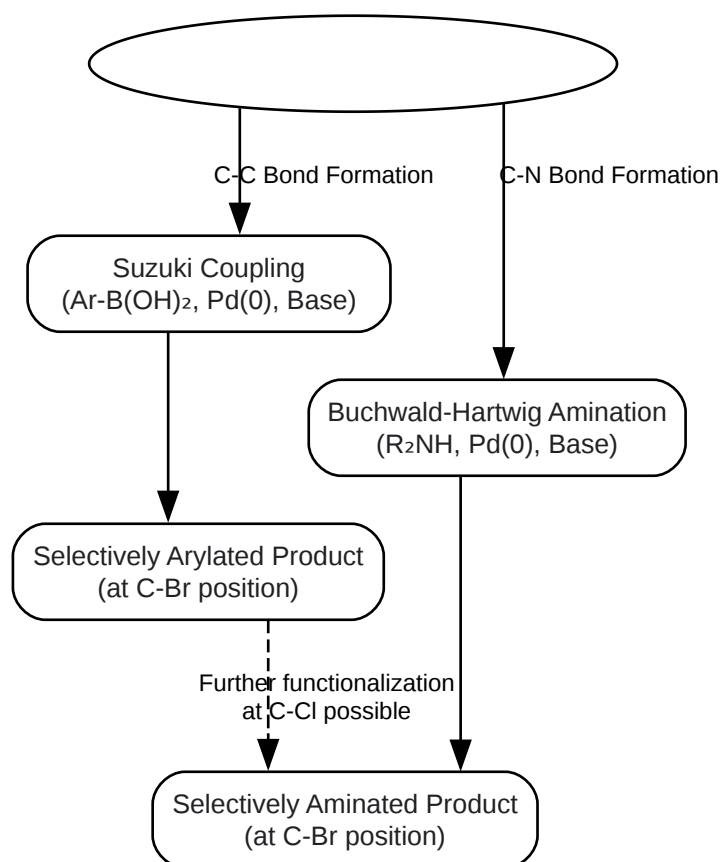 C-C Bond Formation
C-N Bond Formation
Suzuki Coupling
(Ar-B(OH)₂, Pd(0), Base)
Buchwald-Hartwig Amination
(R₂NH, Pd(0), Base)
Selectively Arylated Product
(at C-Br position)
Further functionalization
at C-Cl possible
Selectively Aminated Product
(at C-Br position)